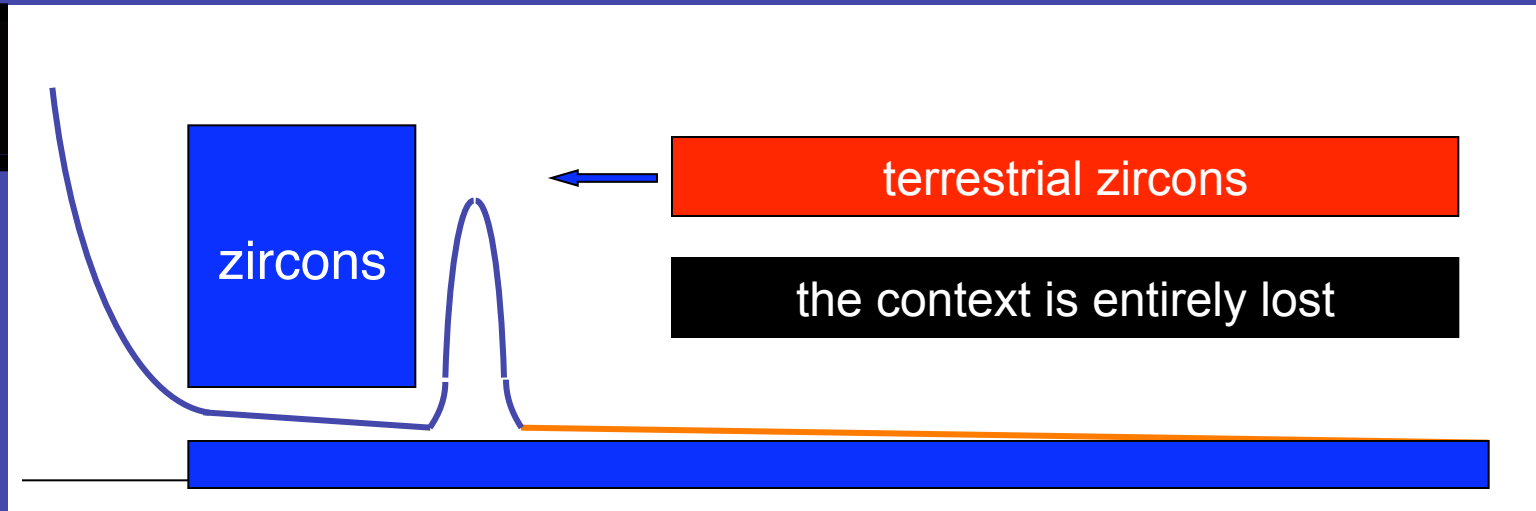 terrestrial zircons
zircons
the context is entirely lost